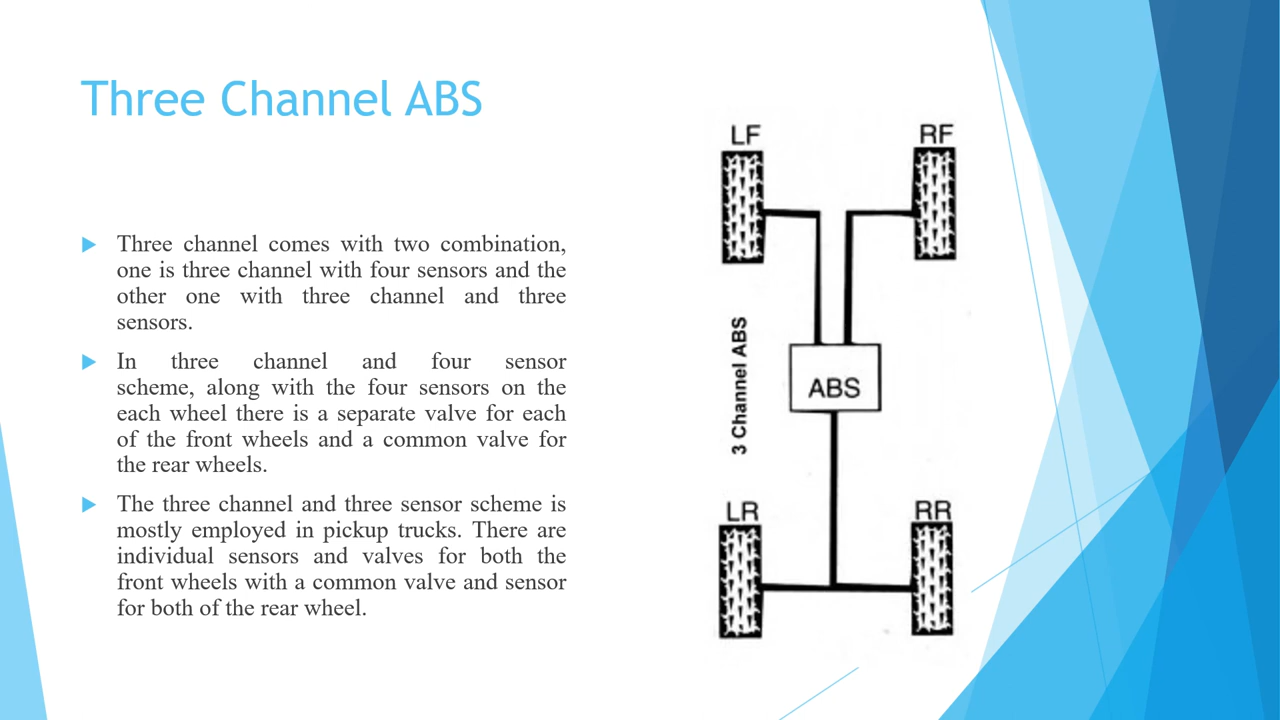 Three Channel ABS
Three channel comes with two combination,
one is three channel with four sensors and the
other one with three channel and three
sensors.
In three channel and four sensor
scheme, along with the four sensors on the
each wheel there is a separate valve for each
of the front wheels and a common valve for
the rear wheels.
The three channel and three sensor scheme is
mostly employed in pickup trucks. There are
individual sensors and valves for both the
front wheels with a common valve and sensor
for both of the rear wheel.
LF
RF
3 Channel ABS
ABS
LR
RR